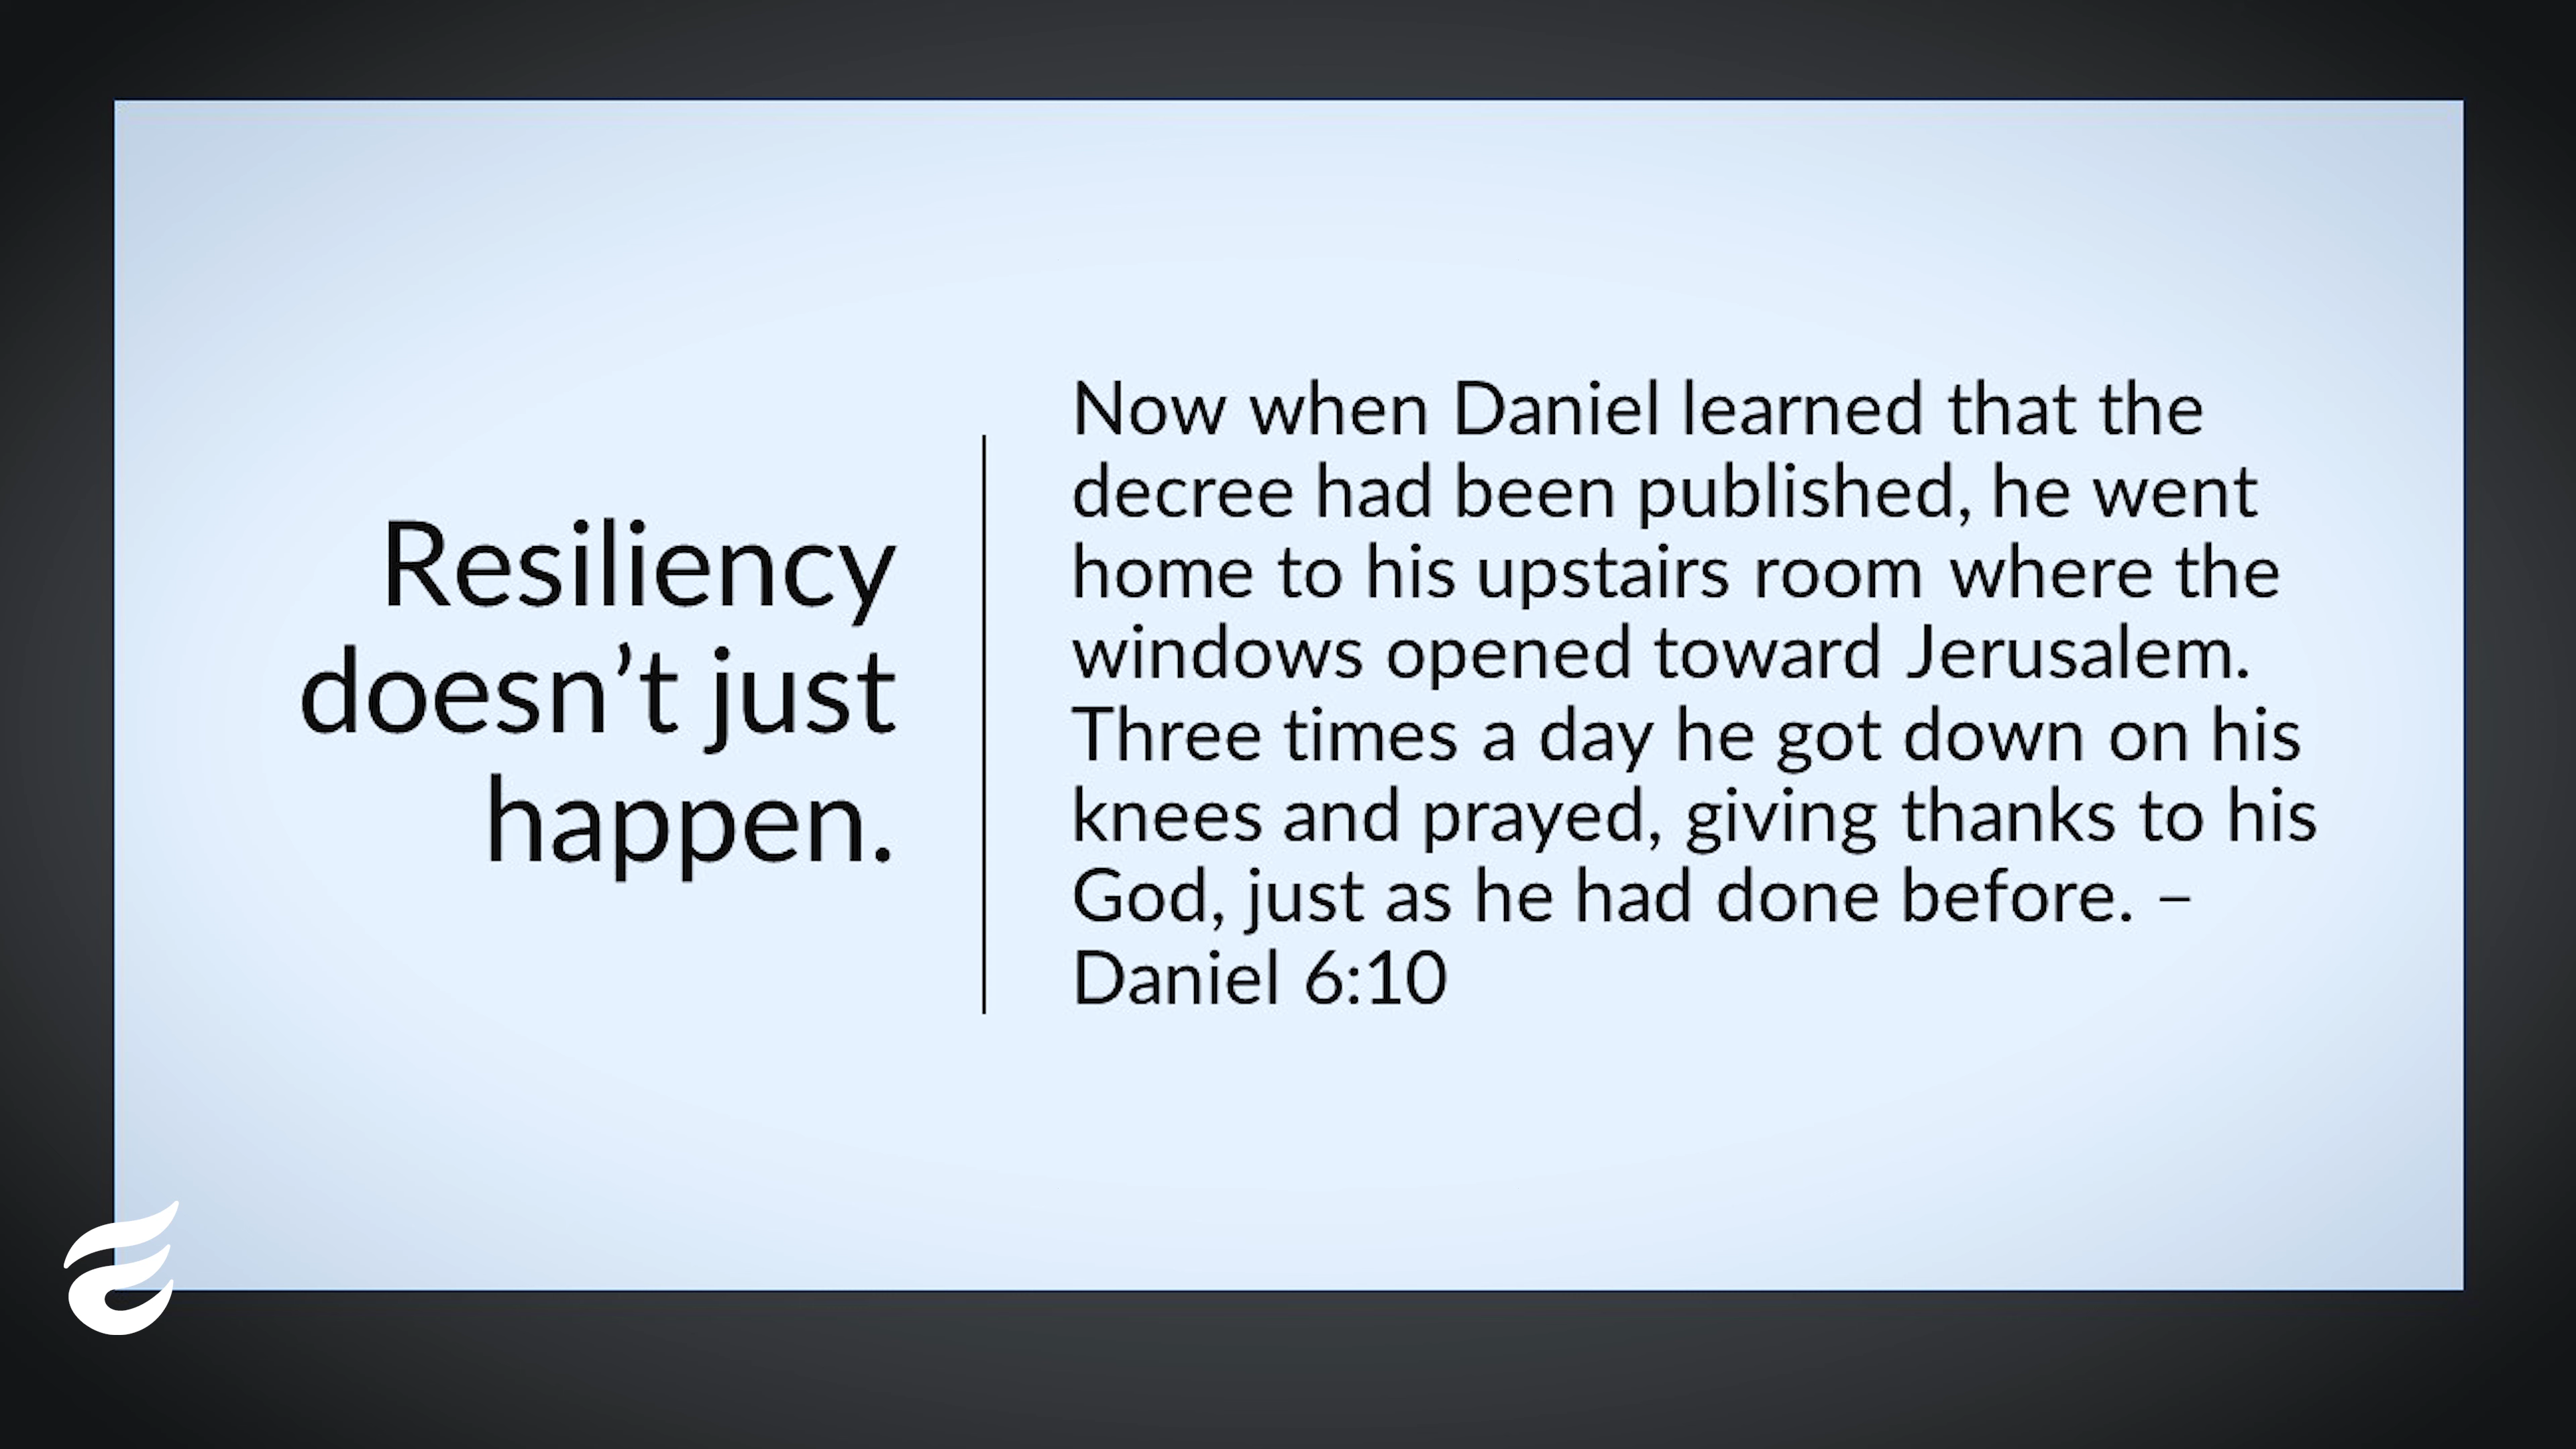 Resiliency
doesn’t just
happen.
Now when Daniel learned that the
decree had been published, he went
home to his upstairs room where the
windows opened toward Jerusalem.
Three times a day he got down on his
knees and prayed, giving thanks to his
God, just as he had done before. –
Daniel 6:10